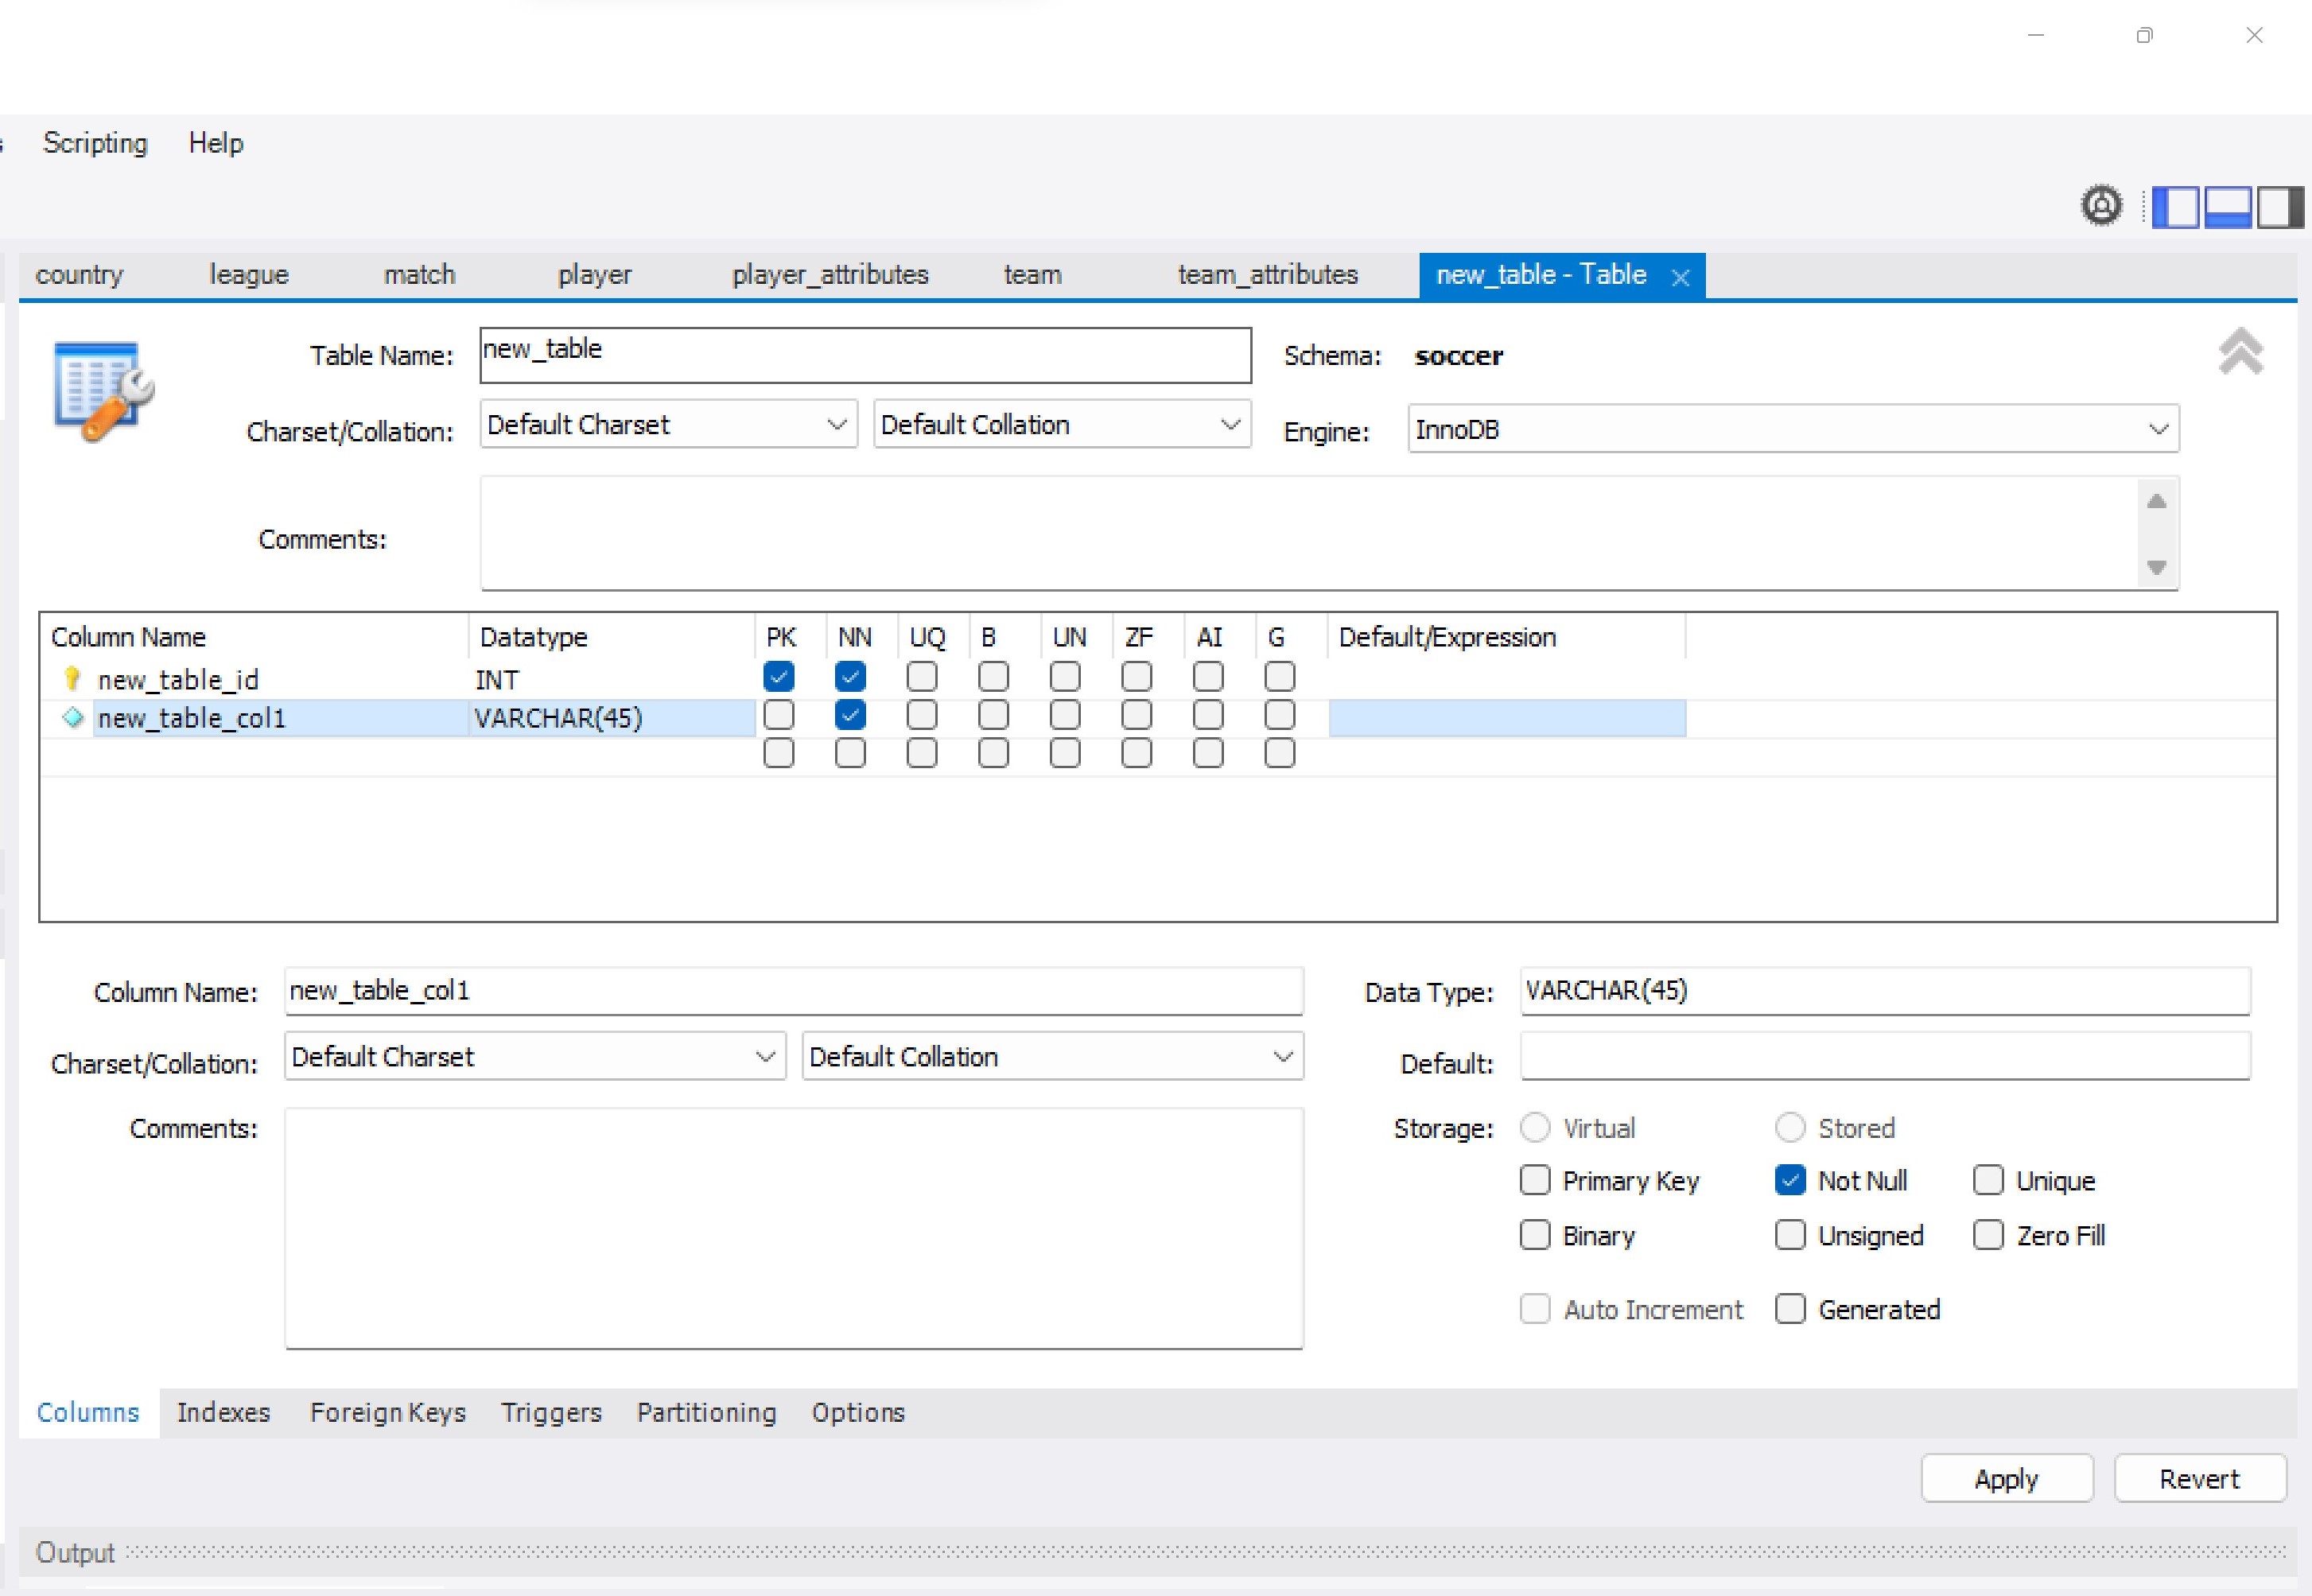 Scripting Help
country league match player player_attributes team team_attributes new_table - Table
Table Name: new_table Schema: soccer
Charset/Collation: Default Charset Default Collation Engine: InnoDB
Comments:
Column Name Datatype PK NN UQ B UN ZF AI G Default/Expression
new_table_id INT
new_table_col1 VARCHAR(45)
Column Name: new_table_col1 Data Type: VARCHAR(45)
Charset/Collation: Default Charset Default Collation Default:
Comments: Storage: Virtual Stored
Primary Key Not Null Unique
Binary Unsigned Zero Fill
Auto Increment Generated
Columns Indexes Foreign Keys Triggers Partitioning Options
Apply Revert
Output